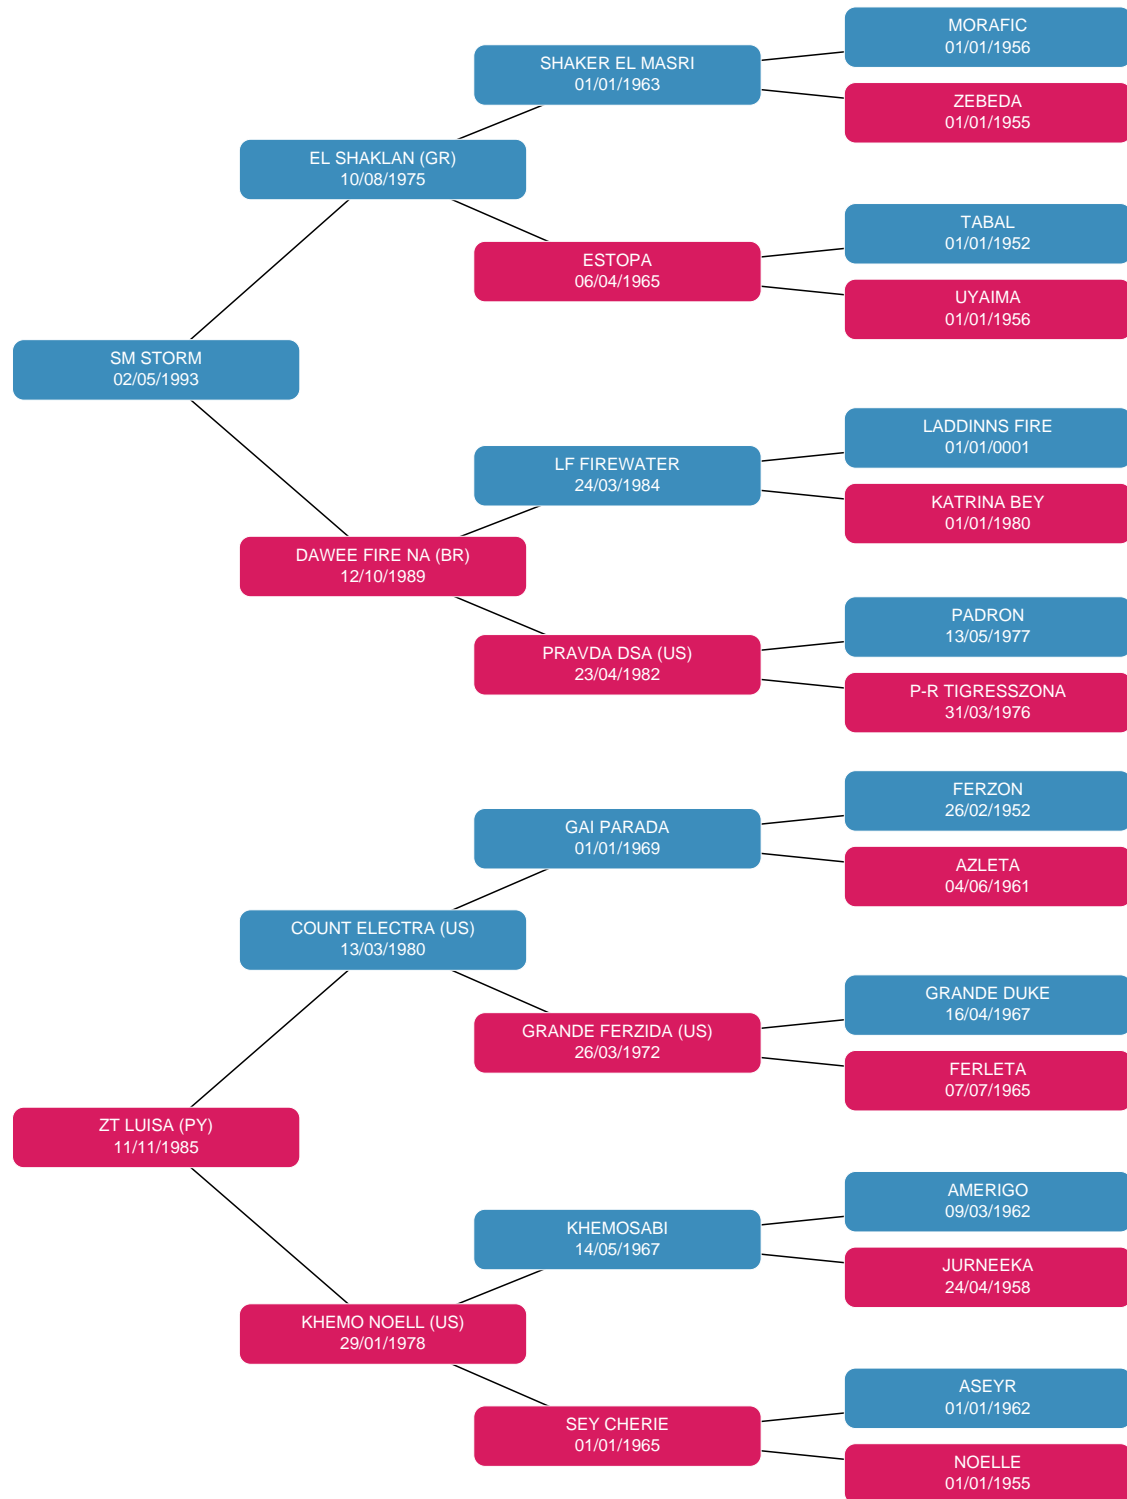 MORAFIC
01/01/1956
SHAKER EL MASRI
01/01/1963
ZEBEDA
01/01/1955
EL SHAKLAN (GR)
10/08/1975
TABAL
01/01/1952
ESTOPA
06/04/1965
UYAIMA
01/01/1956
SM STORM
02/05/1993
LADDINNS FIRE
01/01/0001
LF FIREWATER
24/03/1984
KATRINA BEY
01/01/1980
DAWEE FIRE NA (BR)
12/10/1989
PADRON
13/05/1977
PRAVDA DSA (US)
23/04/1982
P-R TIGRESSZONA
31/03/1976
FERZON
26/02/1952
GAI PARADA
01/01/1969
AZLETA
04/06/1961
COUNT ELECTRA (US)
13/03/1980
GRANDE DUKE
16/04/1967
GRANDE FERZIDA (US)
26/03/1972
FERLETA
07/07/1965
ZT LUISA (PY)
11/11/1985
AMERIGO
09/03/1962
KHEMOSABI
14/05/1967
JURNEEKA
24/04/1958
KHEMO NOELL (US)
29/01/1978
ASEYR
01/01/1962
SEY CHERIE
01/01/1965
NOELLE
01/01/1955